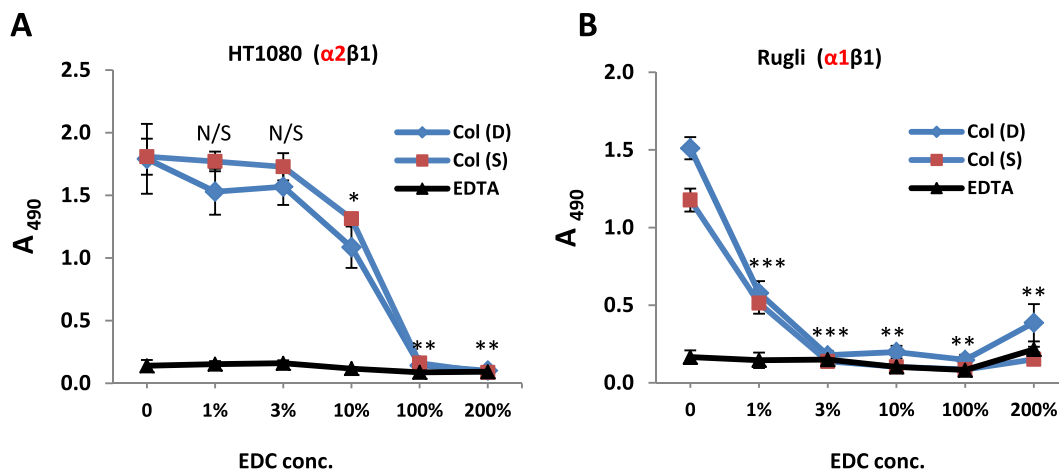 A
HT1080 (α2β1)
2.5
2.0
1.5
1.0
0.5
0.0
A490
N/S
N/S
*
**
**
Col (D)
Col (S)
EDTA
0 1% 3% 10% 100% 200%
EDC conc.
B
Rugli (α1β1)
2.0
1.5
1.0
0.5
0.0
A490
***
***
**
**
**
Col (D)
Col (S)
EDTA
0 1% 3% 10% 100% 200%
EDC conc.